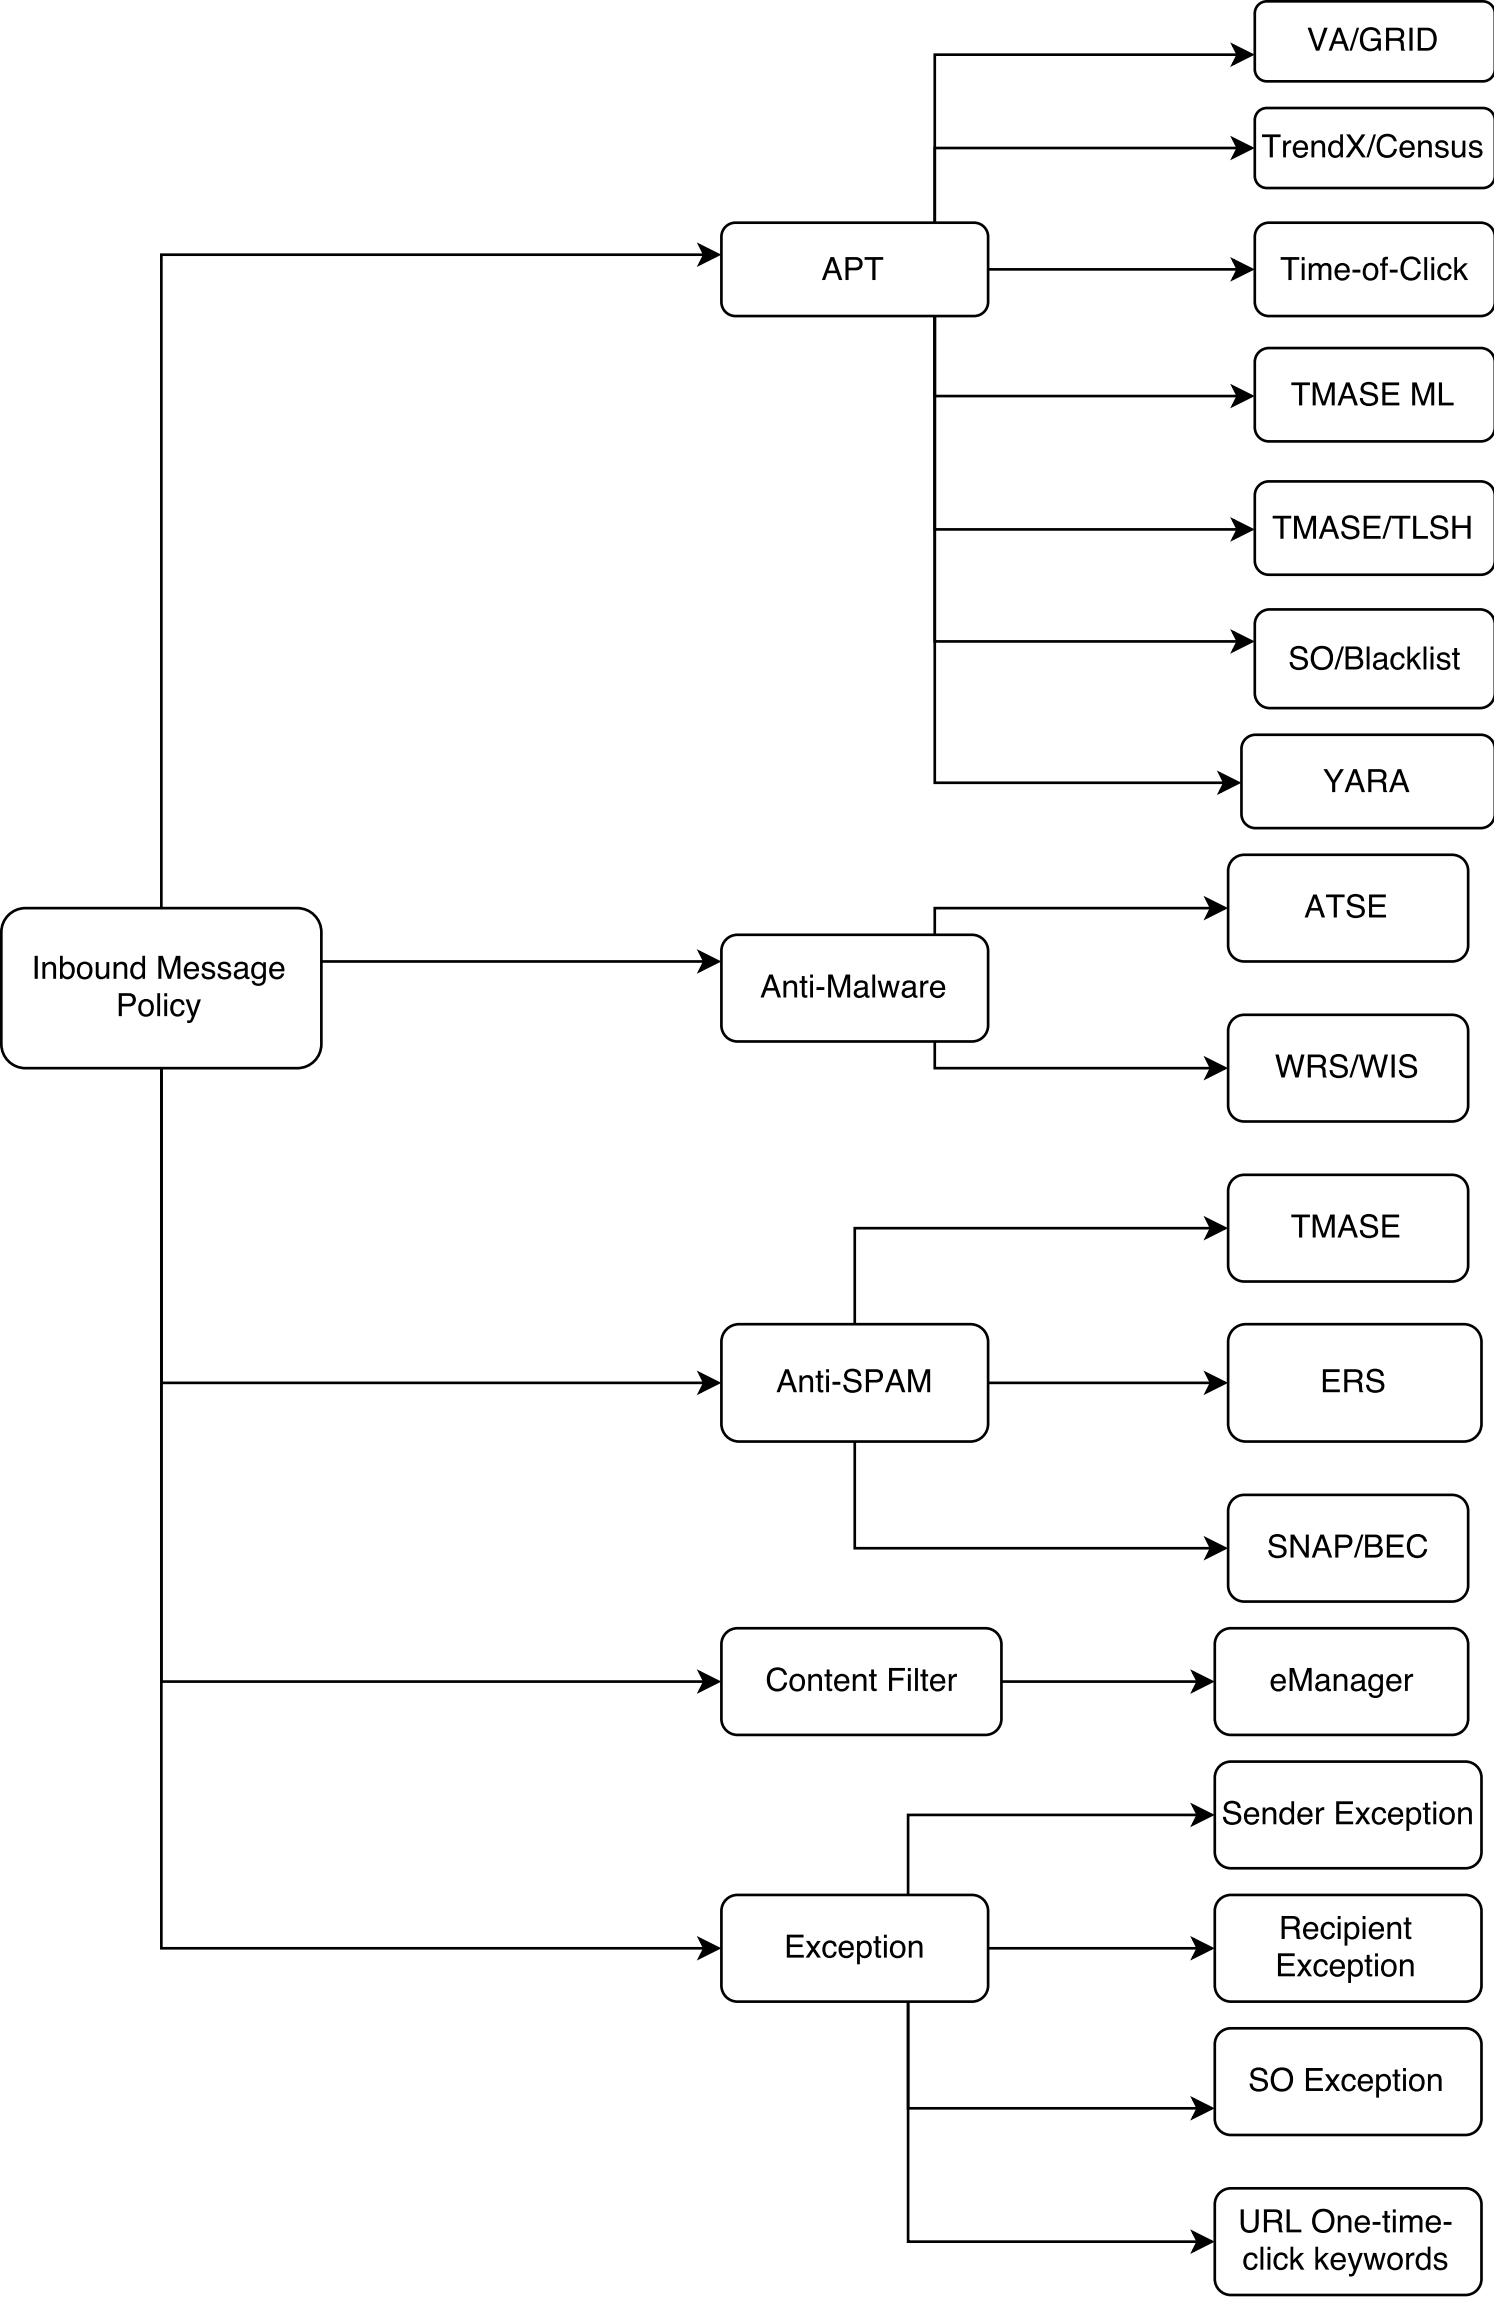 VA/GRID
TrendX/Census
APT
Time-of-Click
TMASE ML
TMASE/TLSH
SO/Blacklist
YARA
ATSE
Inbound Message
Policy
Anti-Malware
WRS/WIS
TMASE
Anti-SPAM
ERS
SNAP/BEC
Content Filter
eManager
Sender Exception
Exception
Recipient
Exception
SO Exception
URL One-time-
click keywords